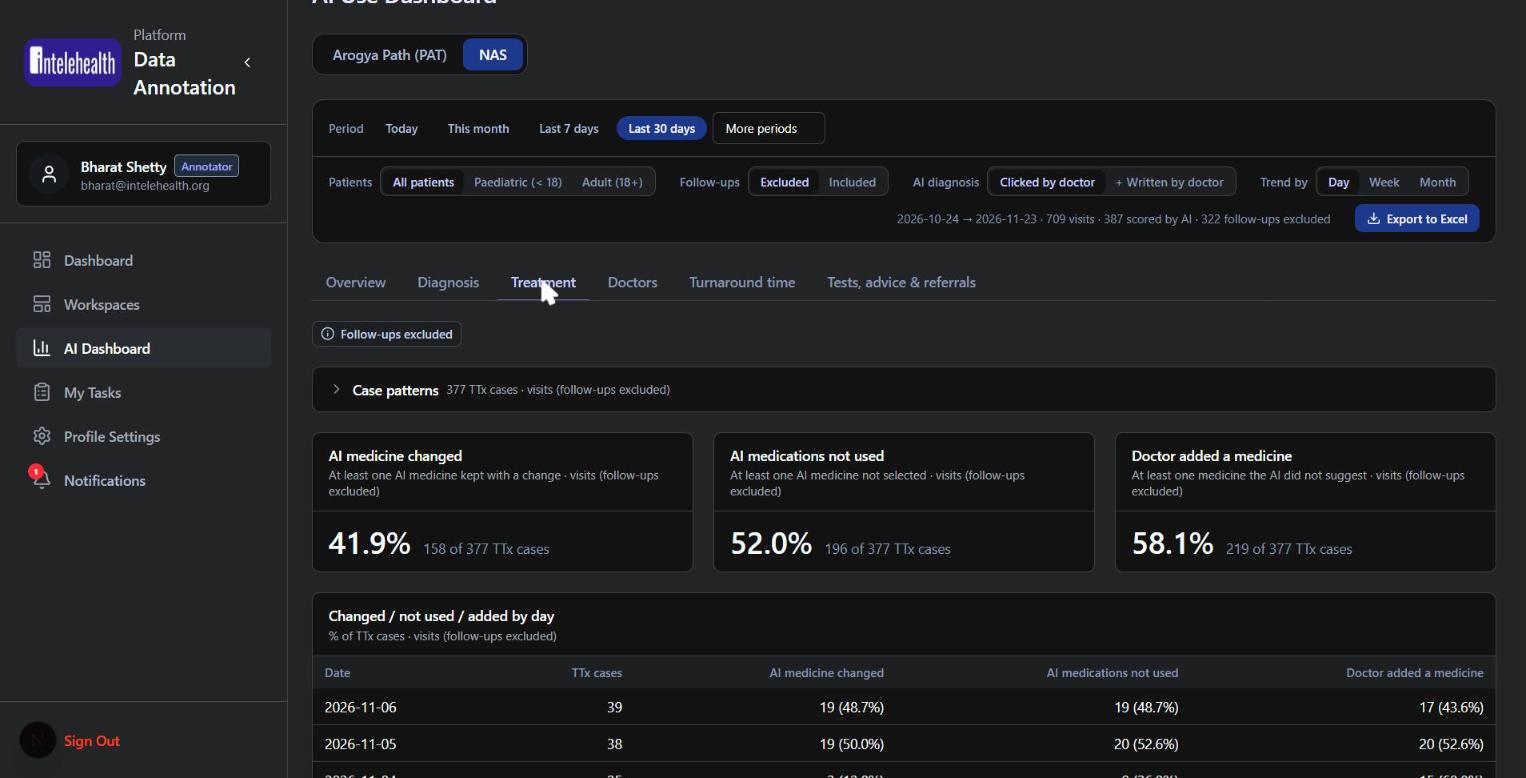 AI Use Dashboard
intelehealth
Platform
Data
Annotation
Arogya Path (PAT)
NAS
Period
Today
This month
Last 7 days
Last 30 days
More periods
Bharat Shetty
Annotator
bharat@intelehealth.org
Patients
All patients
Paediatric (< 18)
Adult (18+)
Follow-ups
Excluded
Included
AI diagnosis
Clicked by doctor
+ Written by doctor
Trend by
Day
Week
Month
2026-10-24 → 2026-11-23 · 709 visits · 387 scored by AI · 322 follow-ups excluded
Export to Excel
Dashboard
Workspaces
AI Dashboard
My Tasks
Profile Settings
1
Notifications
Sign Out
Overview
Diagnosis
Treatment
Doctors
Turnaround time
Tests, advice & referrals
Follow-ups excluded
Case patterns 377 TTx cases · visits (follow-ups excluded)
AI medicine changed
At least one AI medicine kept with a change · visits (follow-ups
excluded)
41.9% 158 of 377 TTx cases
AI medications not used
At least one AI medicine not selected · visits (follow-ups
excluded)
52.0% 196 of 377 TTx cases
Doctor added a medicine
At least one medicine the AI did not suggest · visits (follow-ups
excluded)
58.1% 219 of 377 TTx cases
Changed / not used / added by day
% of TTx cases · visits (follow-ups excluded)
Date TTx cases AI medicine changed AI medications not used Doctor added a medicine
2026-11-06 39 19 (48.7%) 19 (48.7%) 17 (43.6%)
2026-11-05 38 19 (50.0%) 20 (52.6%) 20 (52.6%)